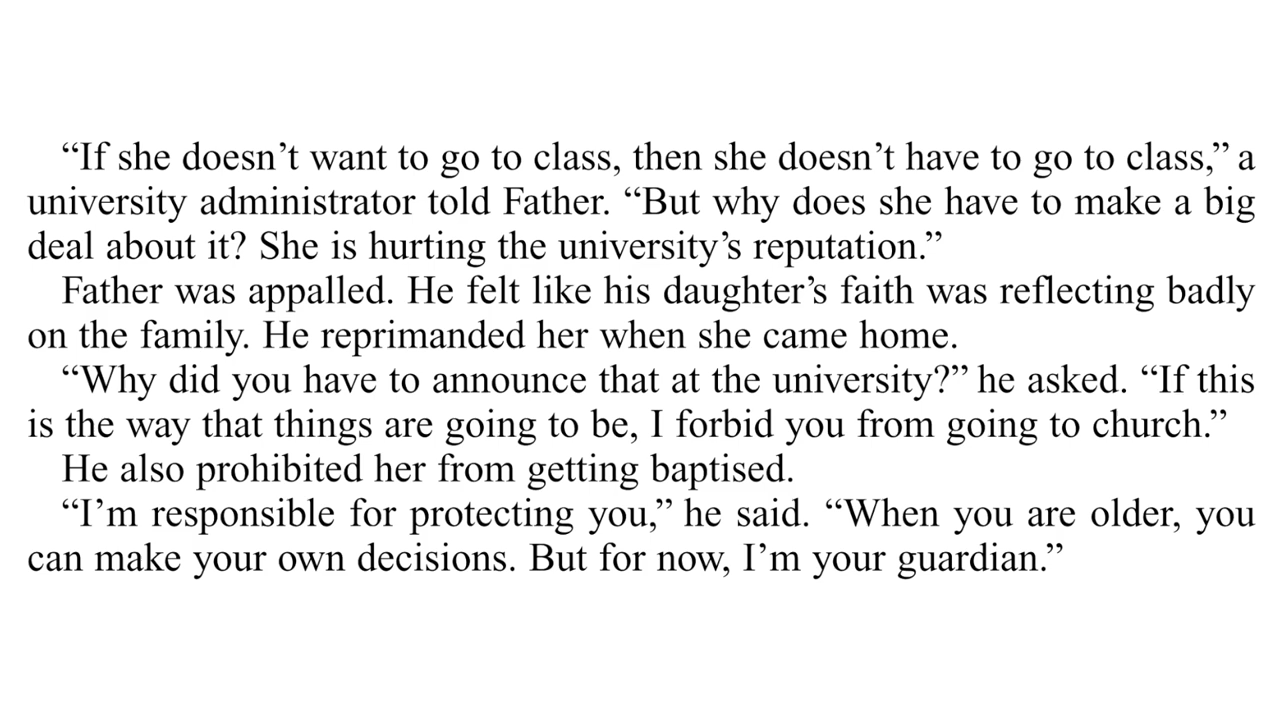 “If she doesn’t want to go to class, then she doesn’t have to go to class,” a
university administrator told Father. “But why does she have to make a big
deal about it? She is hurting the university’s reputation.”
Father was appalled. He felt like his daughter’s faith was reflecting badly
on the family. He reprimanded her when she came home.
“Why did you have to announce that at the university?” he asked. “If this
is the way that things are going to be, I forbid you from going to church.”
He also prohibited her from getting baptised.
“I’m responsible for protecting you,” he said. “When you are older, you
can make your own decisions. But for now, I’m your guardian.”